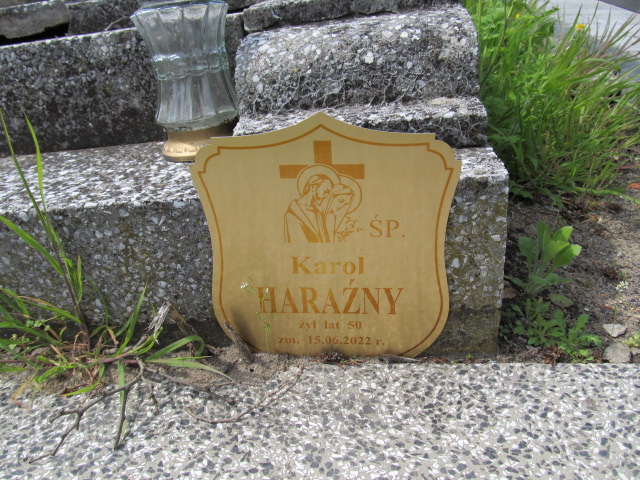 ŚP.
Karol
HARAŹNY
żył lat 50
zm. 15.06.2022 r.